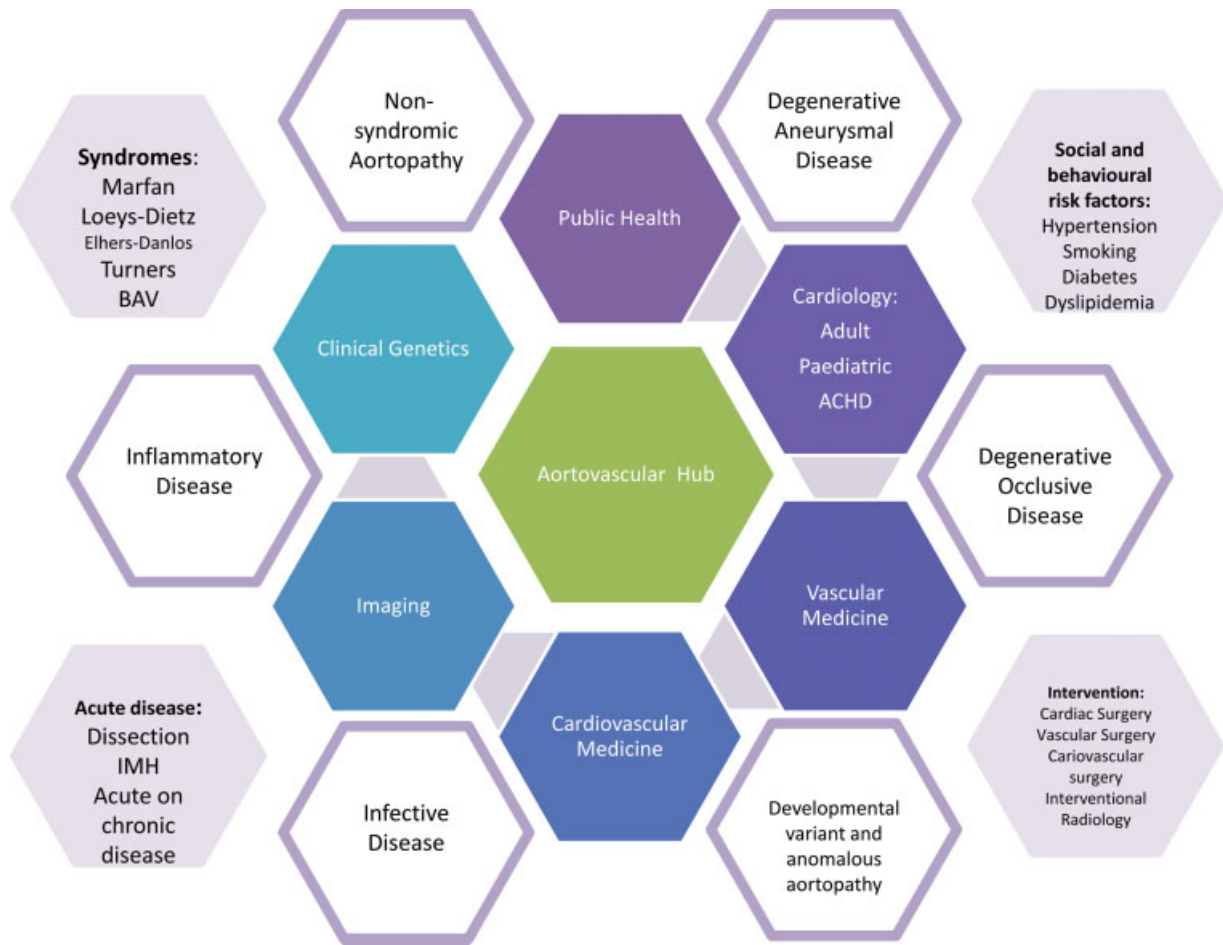 Non-
syndromic
Aortopathy
Degenerative
Aneurysmal
Disease
Syndromes:
Marfan
Loeys-Dietz
Elhers-Danlos
Turners
BAV
Public Health
Social and
behavioural
risk factors:
Hypertension
Smoking
Diabetes
Dyslipidemia
Clinical Genetics
Cardiology:
Adult
Paediatric
ACHD
Inflammatory
Disease
Aortovascular Hub
Degenerative
Occlusive
Disease
Imaging
Vascular
Medicine
Acute disease:
Dissection
IMH
Acute on
chronic
disease
Cardiovascular
Medicine
Intervention:
Cardiac Surgery
Vascular Surgery
Cariovascular
surgery
Interventional
Radiology
Infective
Disease
Developmental
variant and
anomalous
aortopathy